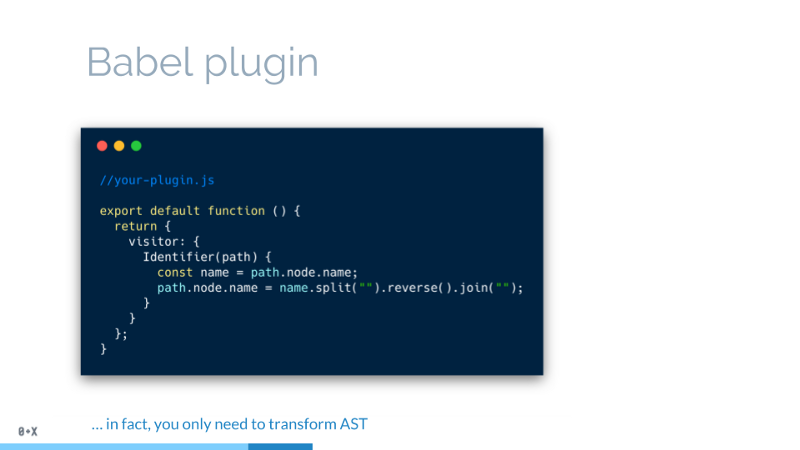 Babel plugin
//your-plugin.js
export default function () {
  return {
    visitor: {
      Identifier(path) {
        const name = path.node.name;
        path.node.name = name.split("").reverse().join("");
      }
    }
  };
}
... in fact, you only need to transform AST
0+X